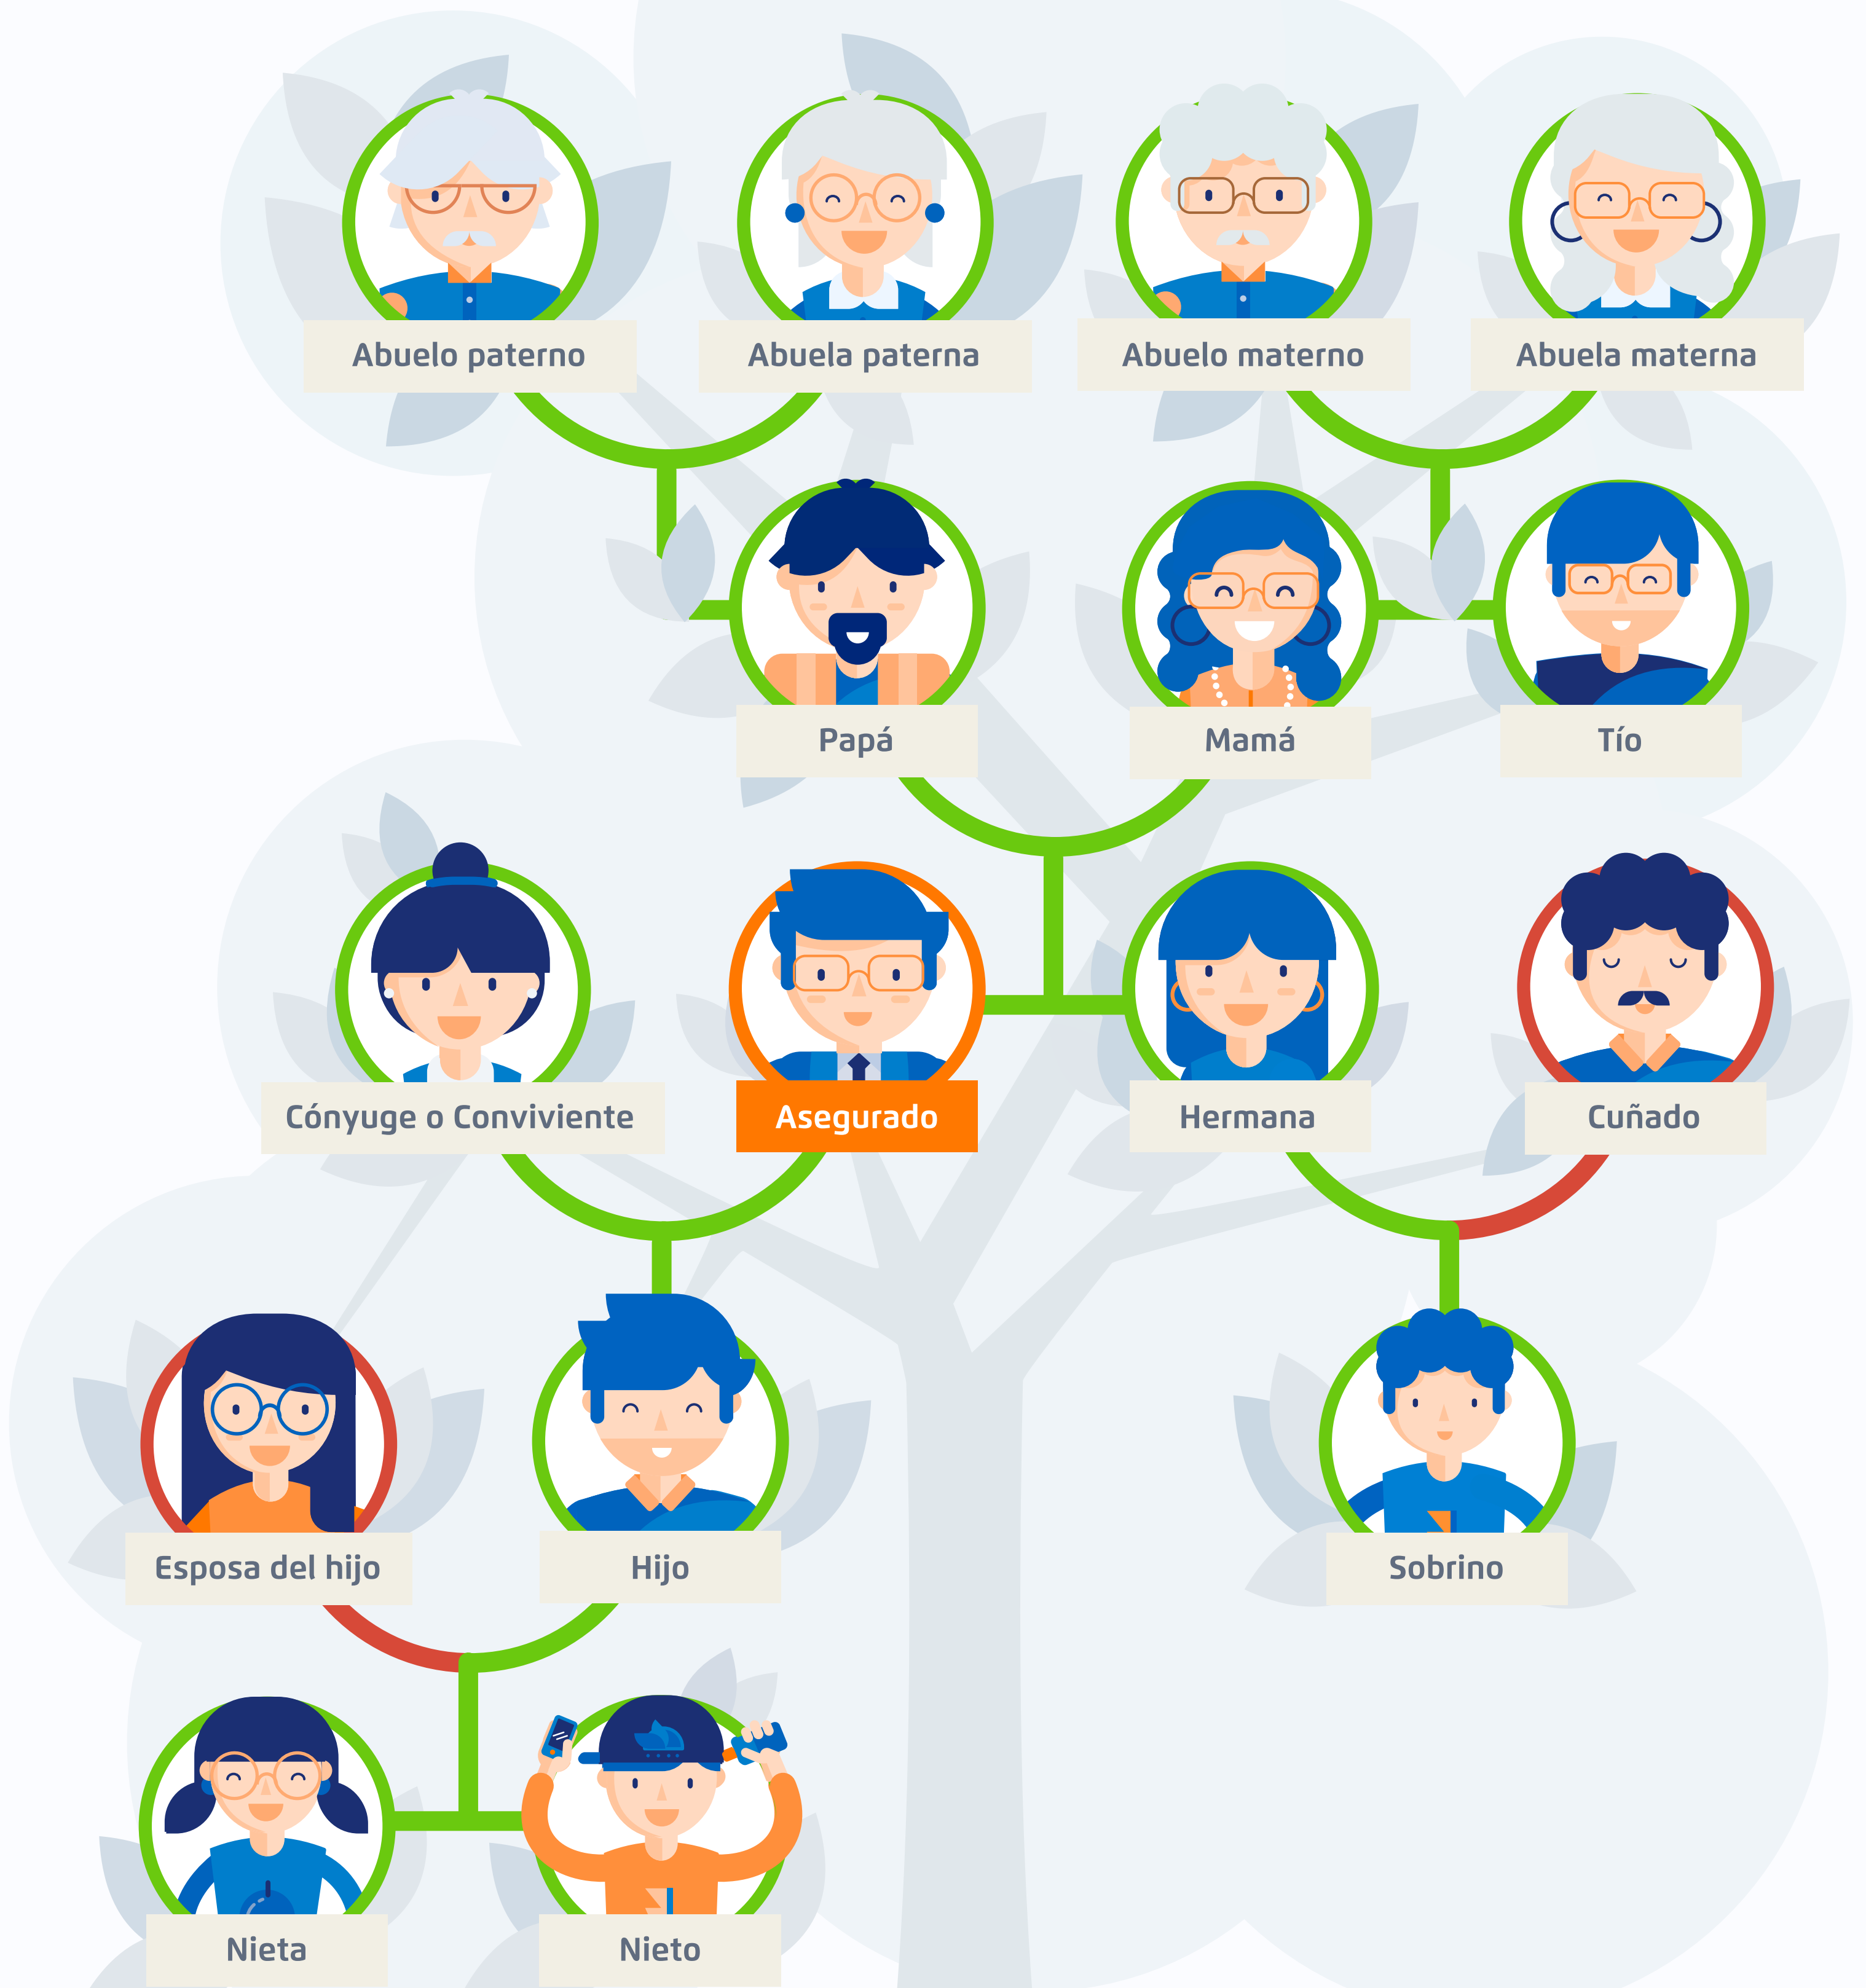 Abuelo paterno
Abuela paterna
Abuelo materno
Abuela materna
Papá
Mamá
Tío
Cónyuge o Conviviente
Asegurado
Hermana
Cuñado
Esposa del hijo
Hijo
Sobrino
Nieta
Nieto